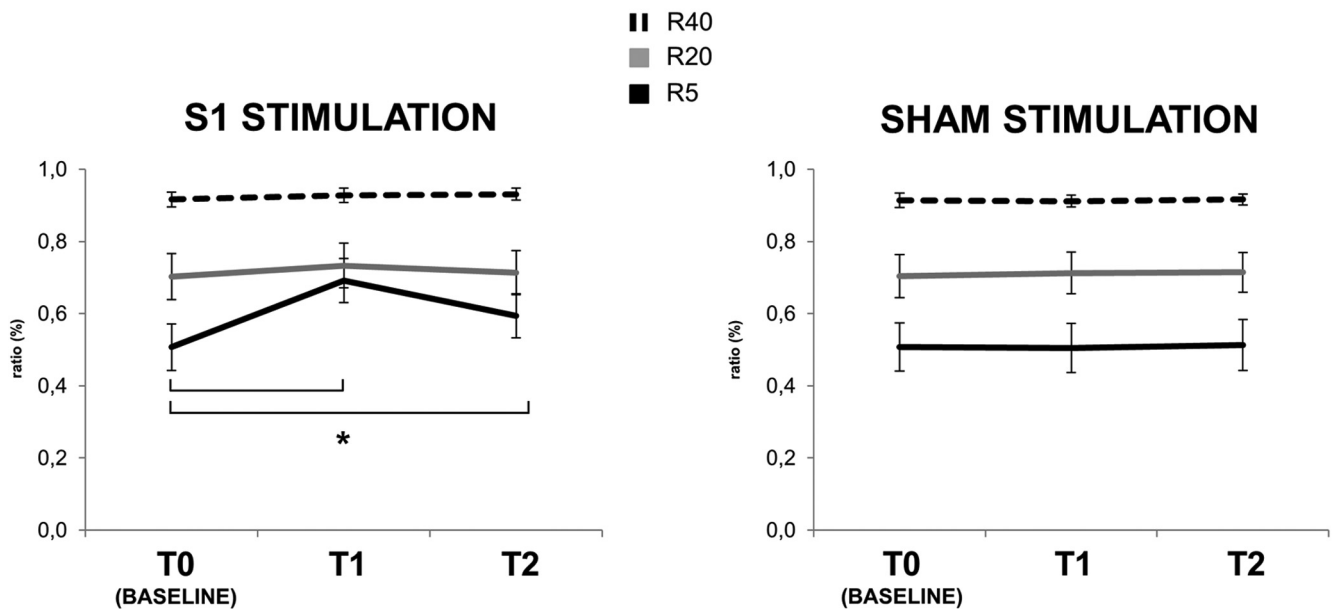 R40
R20
R5
S1 STIMULATION
1,0
0,8
0,6
0,4
0,2
0,0
ratio (%)
*
T0 T1 T2
(BASELINE)
SHAM STIMULATION
1,0
0,8
0,6
0,4
0,2
0,0
ratio (%)
T0 T1 T2
(BASELINE)